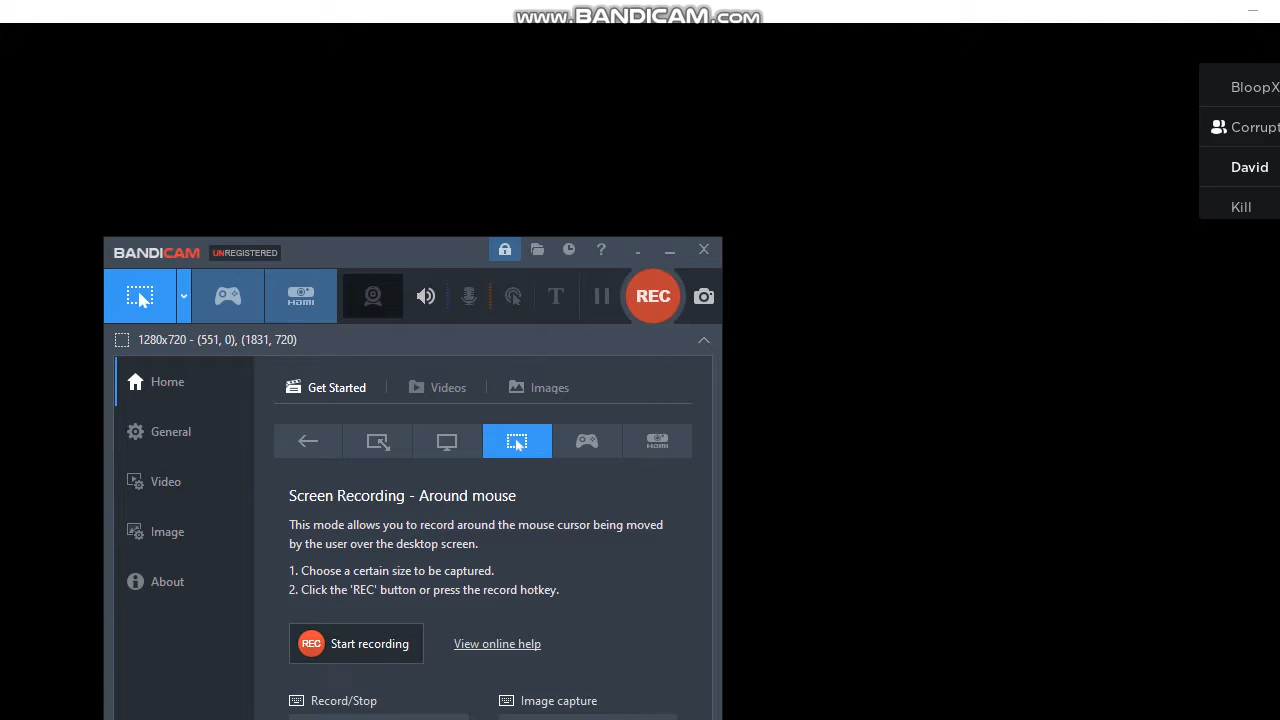 www.BANDICAM.com
BloopX
Corrupt
David
Kill
BANDICAM UNREGISTERED
?
HDMI
T
REC
1280x720 - (551, 0), (1831, 720)
Home
General
Video
Image
About
Get Started
Videos
Images
HDMI
Screen Recording - Around mouse
This mode allows you to record around the mouse cursor being moved
by the user over the desktop screen.
1. Choose a certain size to be captured.
2. Click the 'REC' button or press the record hotkey.
REC Start recording
View online help
Record/Stop
Image capture